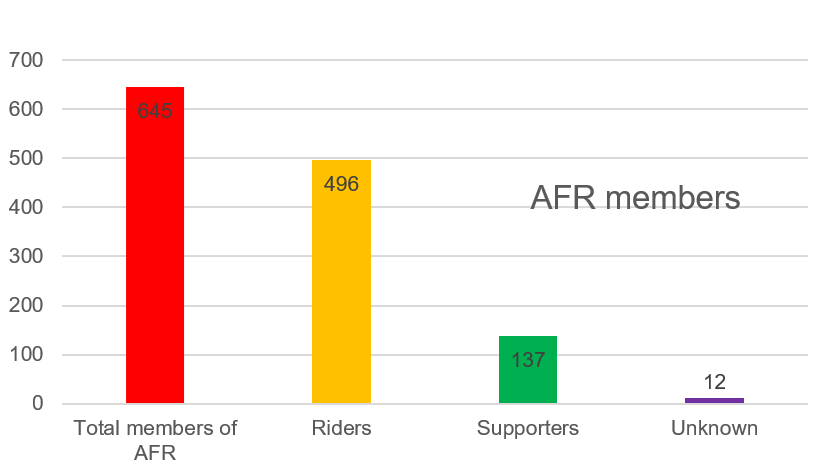 700
600
500
400
300
200
100
0
645
496
137
12
AFR members
Total members of
AFR
Riders
Supporters
Unknown